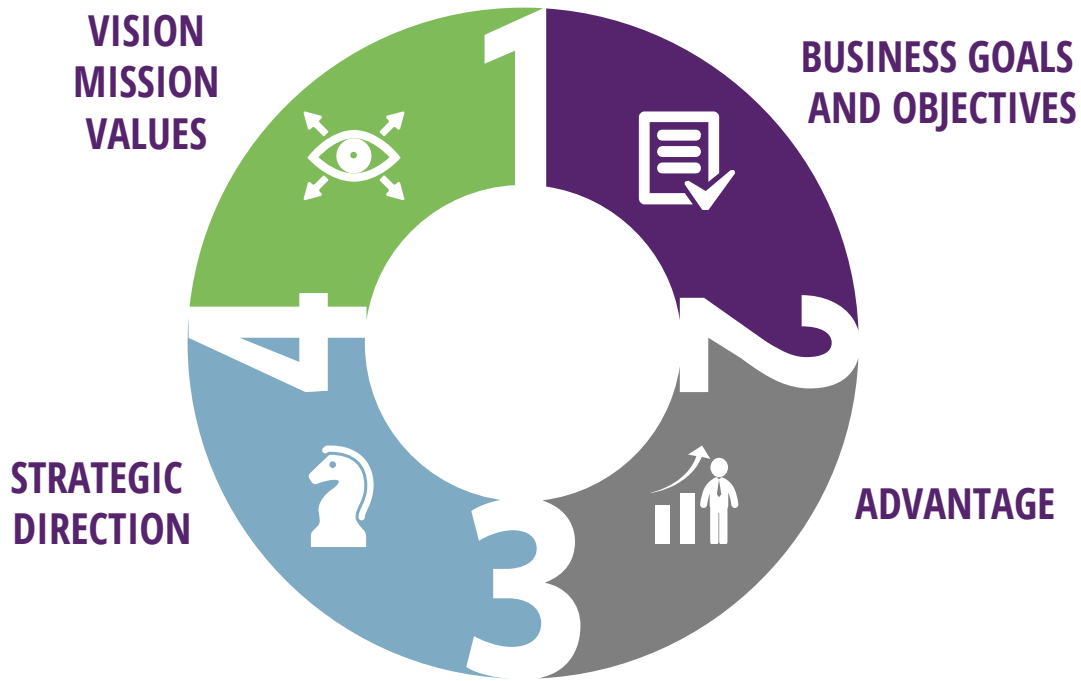 VISION
MISSION
VALUES
1
BUSINESS GOALS
AND OBJECTIVES
2
ADVANTAGE
3
STRATEGIC
DIRECTION
4